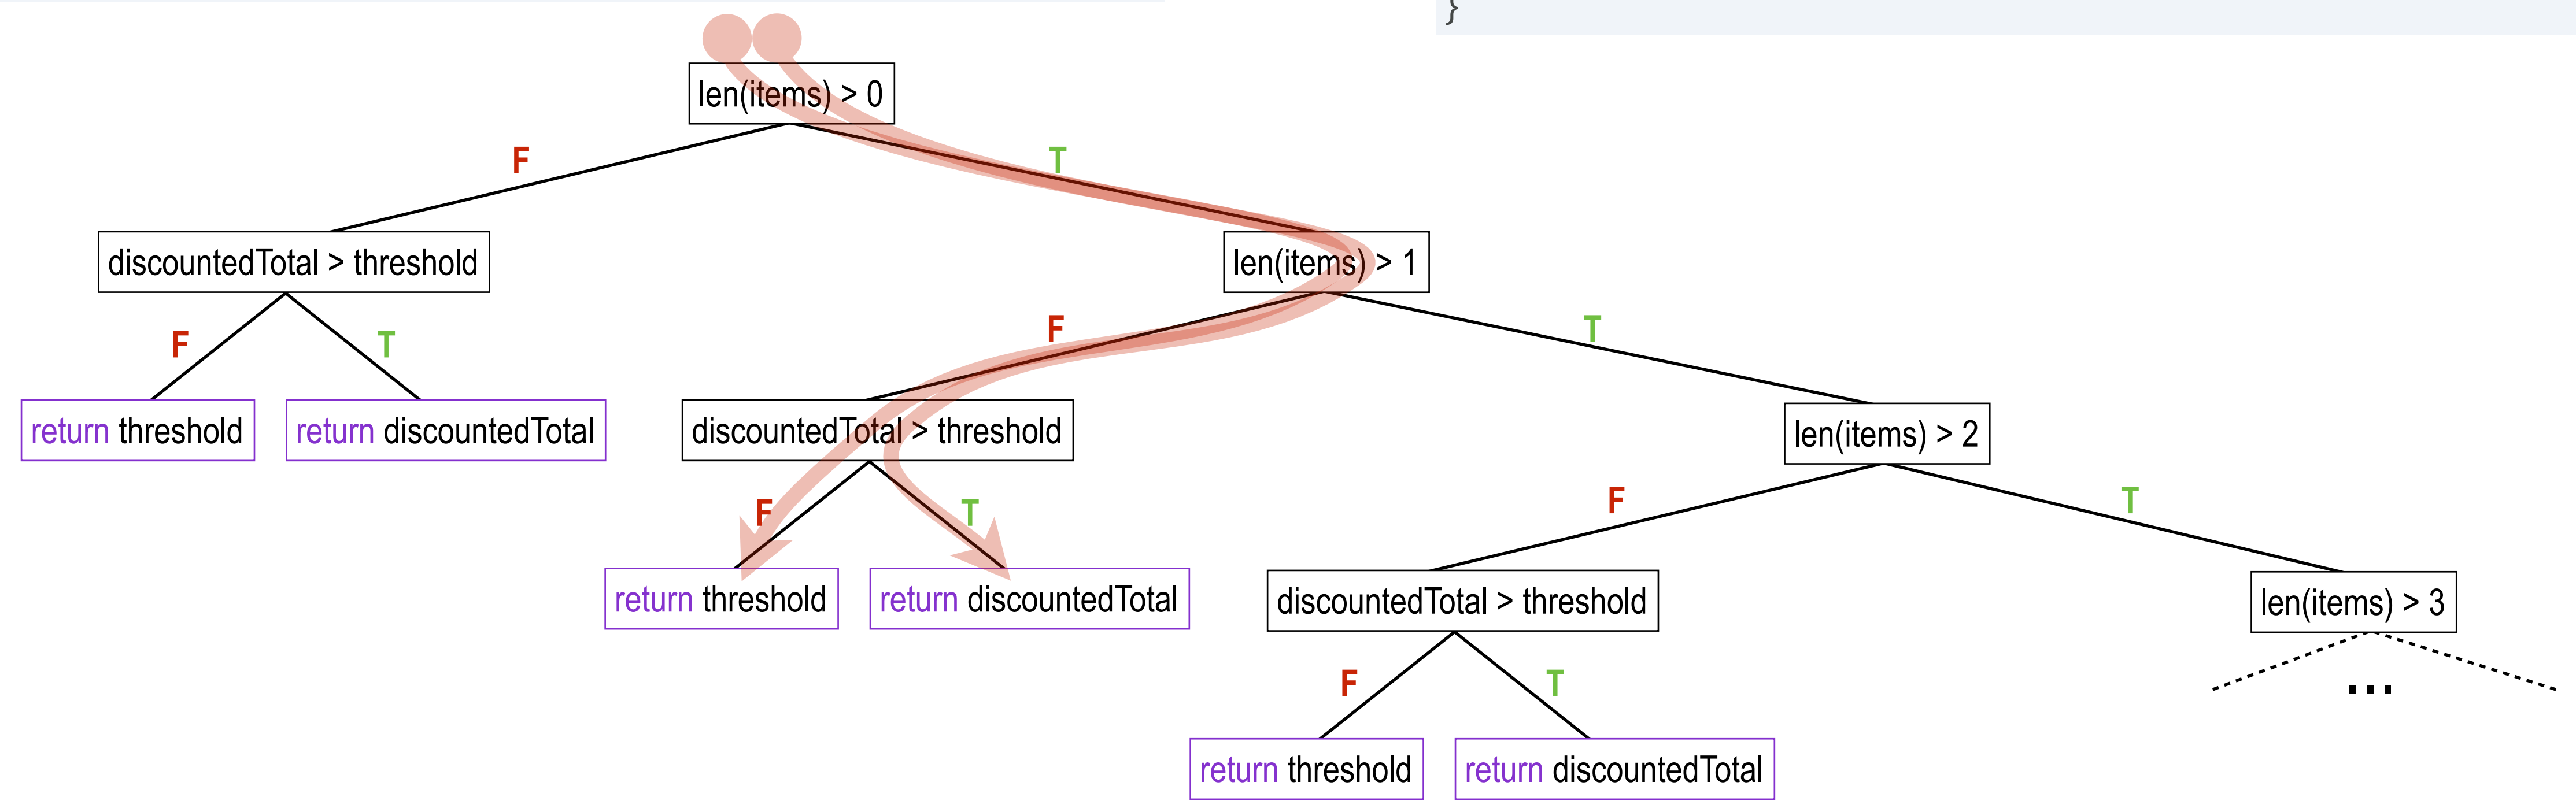 }
len(items) > 0
F
T
discountedTotal > threshold
len(items) > 1
F
T
F
T
return threshold
return discountedTotal
discountedTotal > threshold
len(items) > 2
F
T
F
T
return threshold
return discountedTotal
discountedTotal > threshold
len(items) > 3
F
T
...
return threshold
return discountedTotal